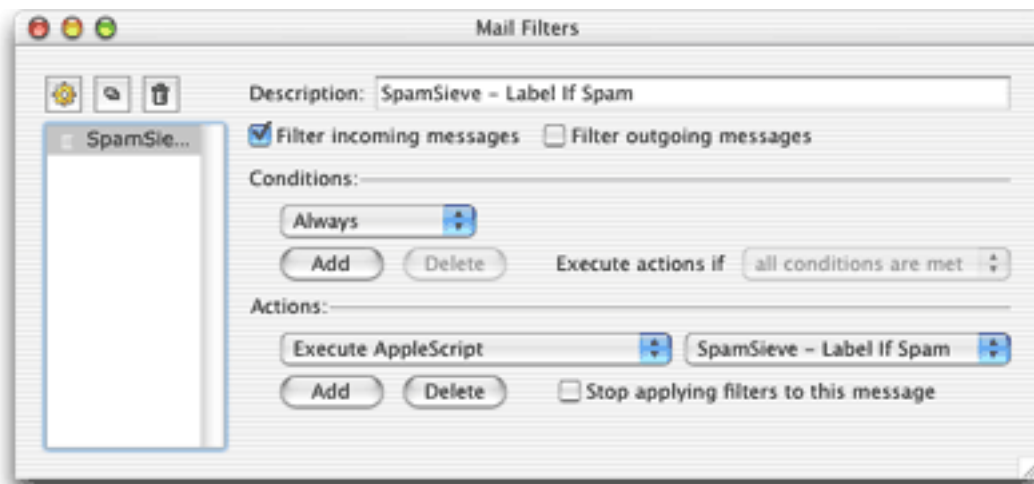 Mail Filters
Description: SpamSieve – Label If Spam
SpamSie...
Filter incoming messages Filter outgoing messages
Conditions:
Always
Add Delete Execute actions if all conditions are met
Actions:
Execute AppleScript SpamSieve – Label If Spam
Add Delete Stop applying filters to this message